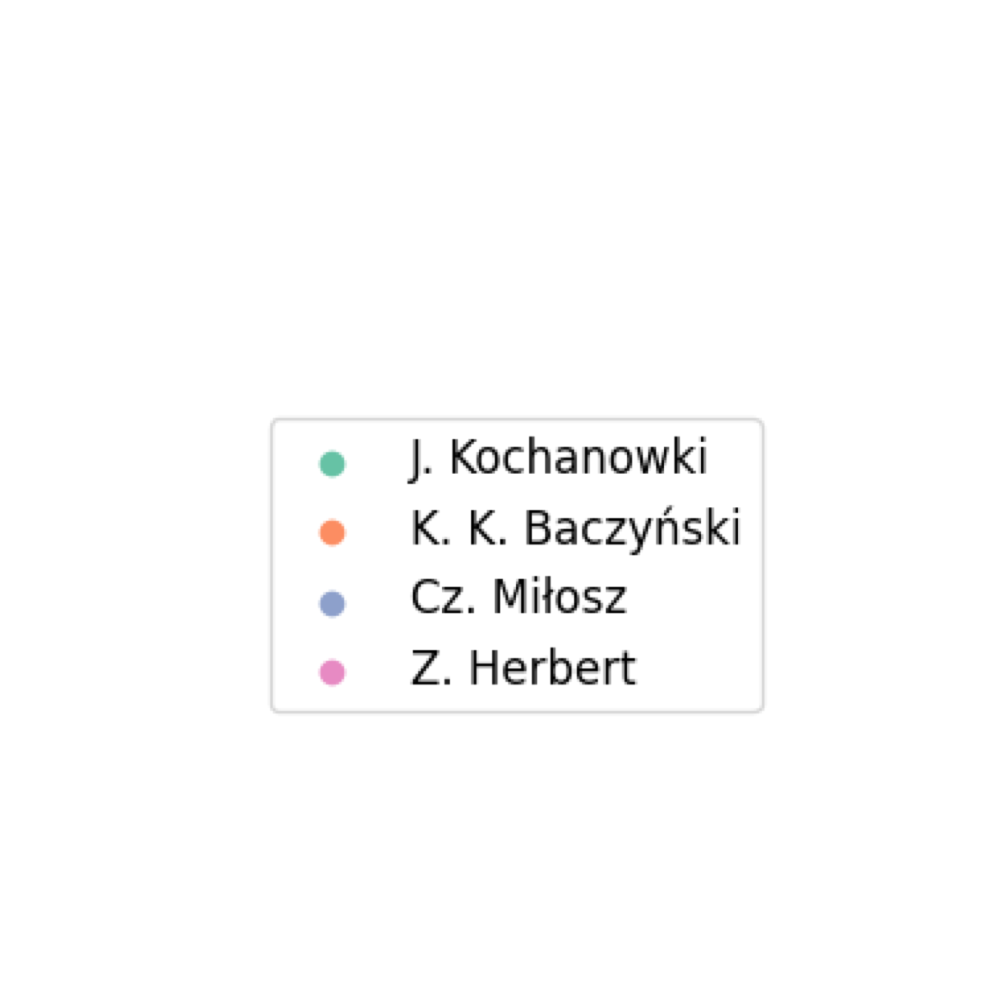 J. Kochanowki
K. K. Baczyński
Cz. Miłosz
Z. Herbert